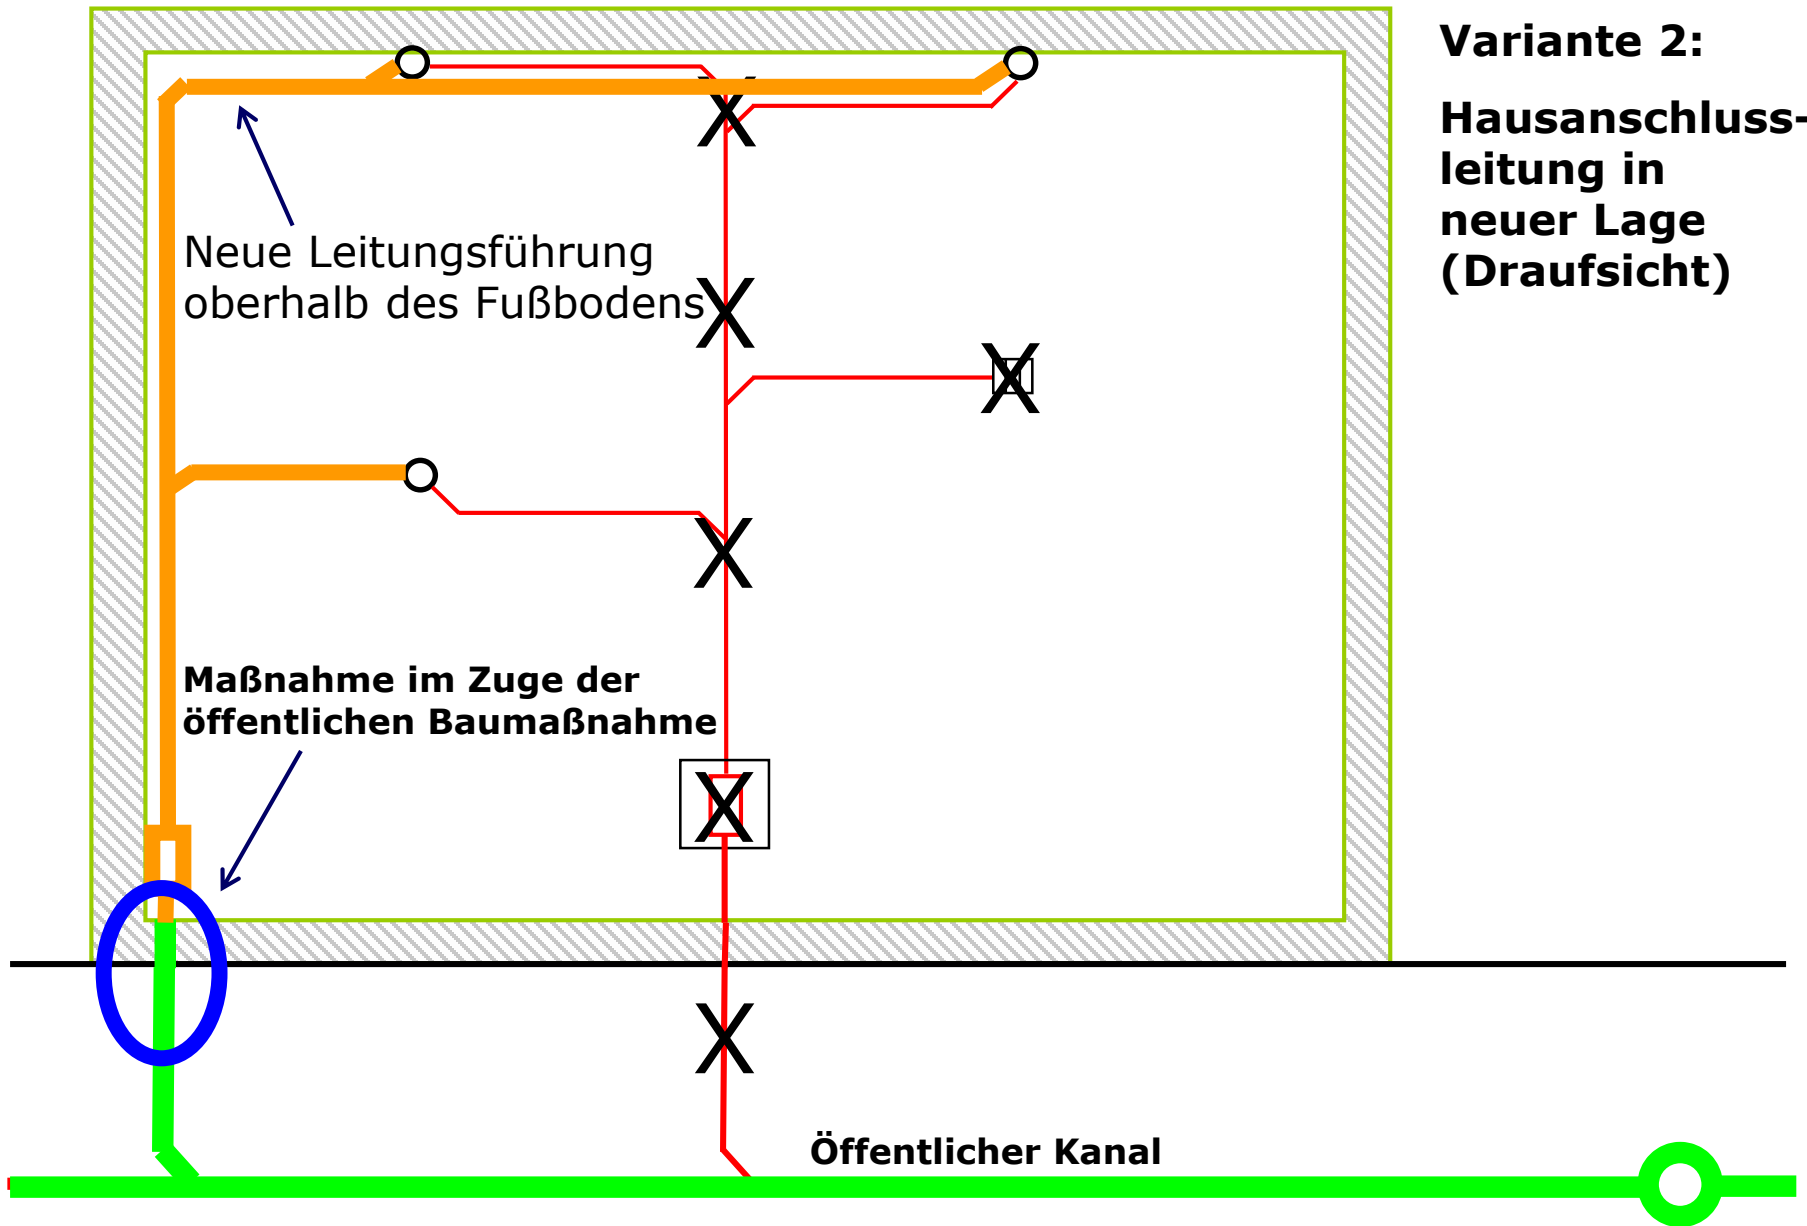 Variante 2:
Hausanschluss-
leitung in
neuer Lage
(Draufsicht)
Neue Leitungsführung
oberhalb des Fußbodens
Maßnahme im Zuge der
öffentlichen Baumaßnahme
Öffentlicher Kanal
X
X
X
X
X
X